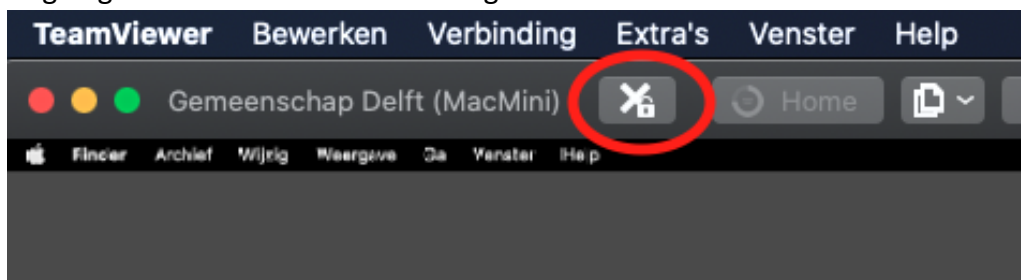 TeamViewer Bewerken Verbinding Extra's Venster Help
Gemeenschap Delft (MacMini) Home
Finder Archief Wijzig Weergave Ga Venster Help